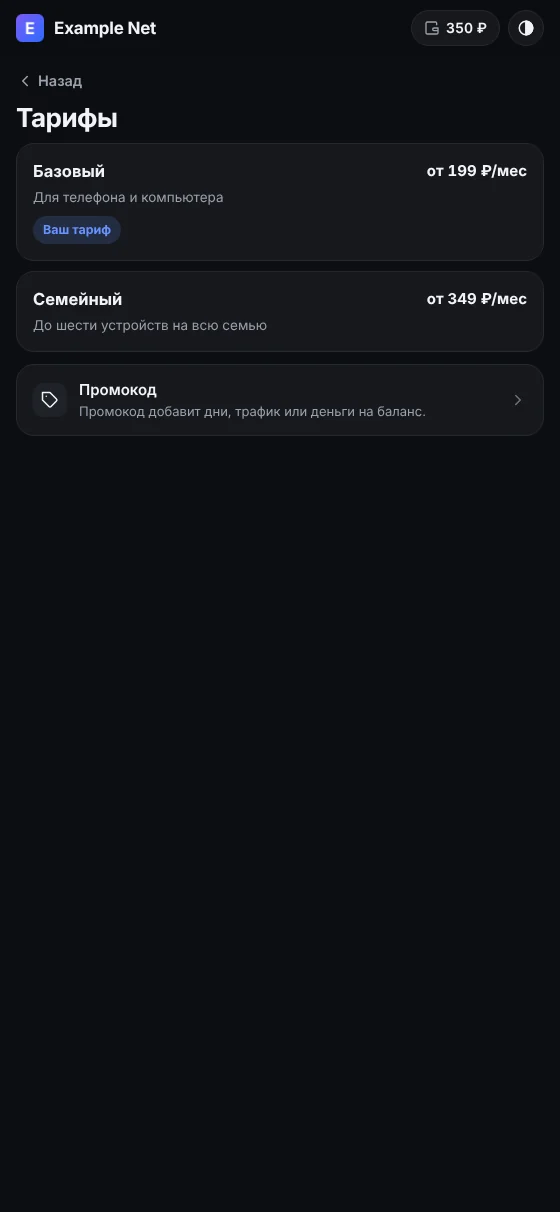 E Example Net
350 ₽
Назад
Тарифы
Базовый
от 199 ₽/мес
Для телефона и компьютера
Ваш тариф
Семейный
от 349 ₽/мес
До шести устройств на всю семью
Промокод
Промокод добавит дни, трафик или деньги на баланс.